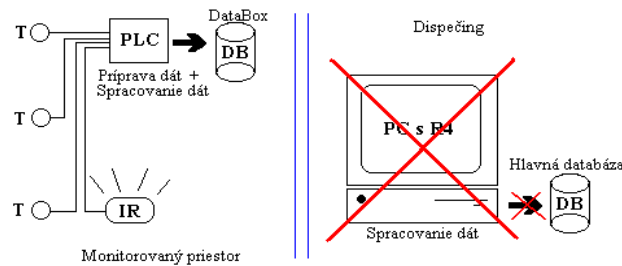 DataBox
T
PLC
DB
Príprava dát +
Spracovanie dát
T
T
IR
Monitorovaný priestor
Dispečing
PC s R4
Hlavná databáza
DB
Spracovanie dát